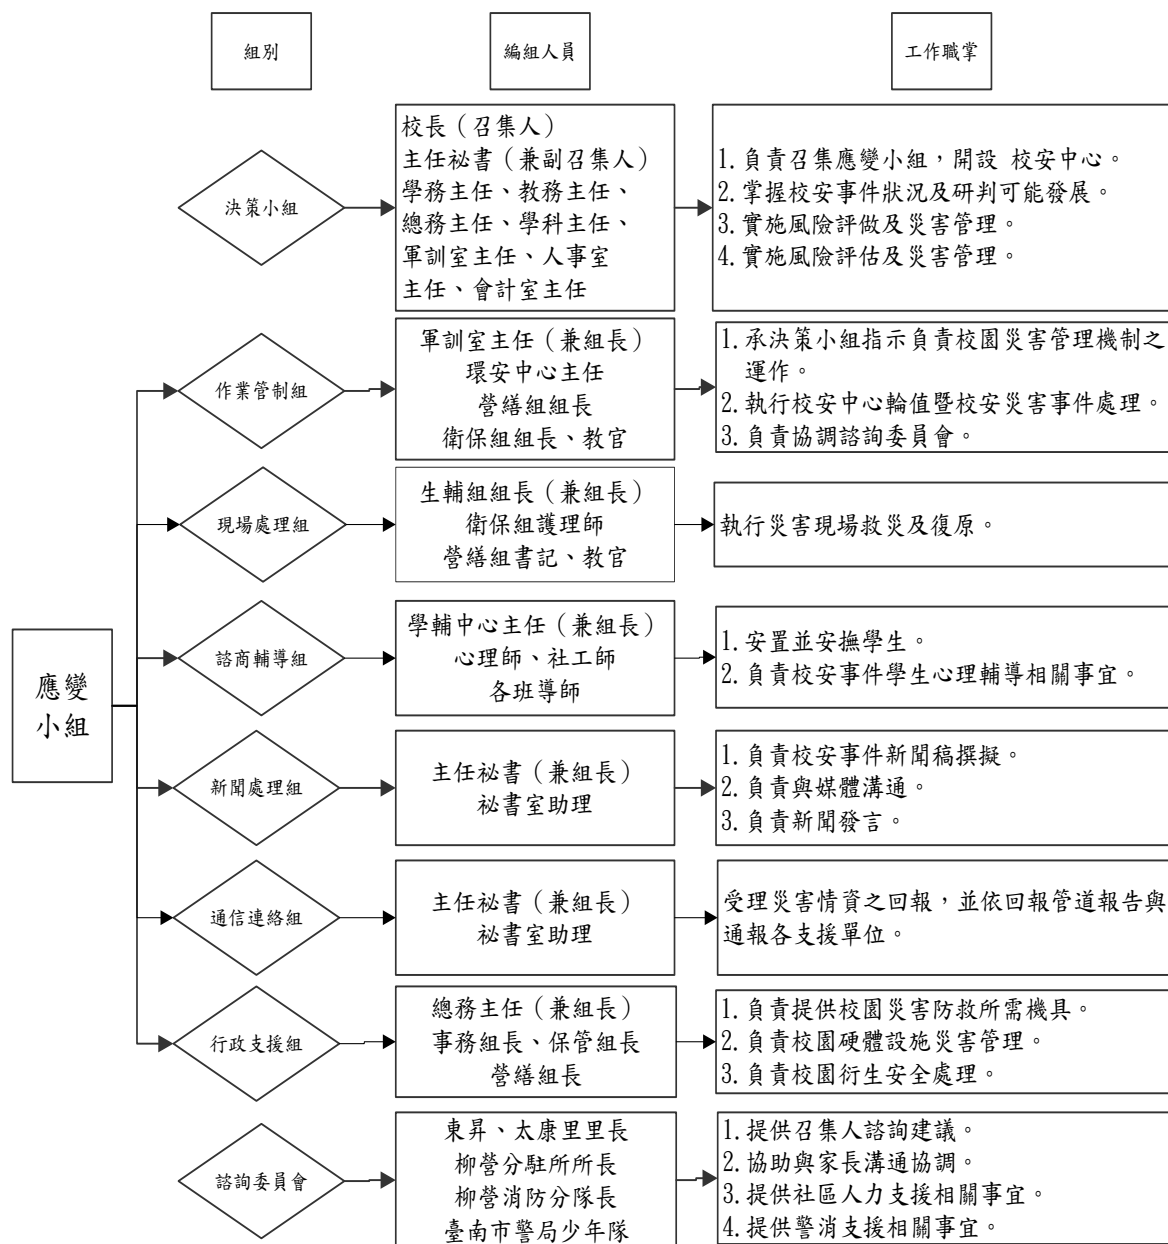 組別
編組人員
工作職掌
應變
小組
決策小組
校長（召集人）
主任祕書（兼副召集人）
學務主任、教務主任、
總務主任、學科主任、
軍訓室主任、人事室
主任、會計室主任
1.負責召集應變小組，開設 校安中心。
2.掌握校安事件狀況及研判可能發展。
3.實施風險評做及災害管理。
4.實施風險評估及災害管理。
作業管制組
軍訓室主任（兼組長）
環安中心主任
營繕組組長
衛保組組長、教官
1.承決策小組指示負責校園災害管理機制之
運作。
2.執行校安中心輪值暨校安災害事件處理。
3.負責協調諮詢委員會。
現場處理組
生輔組組長（兼組長）
衛保組護理師
營繕組書記、教官
執行災害現場救災及復原。
諮商輔導組
學輔中心主任（兼組長）
心理師、社工師
各班導師
1.安置並安撫學生。
2.負責校安事件學生心理輔導相關事宜。
新聞處理組
主任祕書（兼組長）
祕書室助理
1.負責校安事件新聞稿撰擬。
2.負責與媒體溝通。
3.負責新聞發言。
通信連絡組
主任祕書（兼組長）
祕書室助理
受理災害情資之回報，並依回報管道報告與
通報各支援單位。
行政支援組
總務主任（兼組長）
事務組長、保管組長
營繕組長
1.負責提供校園災害防救所需機具。
2.負責校園硬體設施災害管理。
3.負責校園衍生安全處理。
諮詢委員會
東昇、太康里里長
柳營分駐所所長
柳營消防分隊長
臺南市警局少年隊
1.提供召集人諮詢建議。
2.協助與家長溝通協調。
3.提供社區人力支援相關事宜。
4.提供警消支援相關事宜。